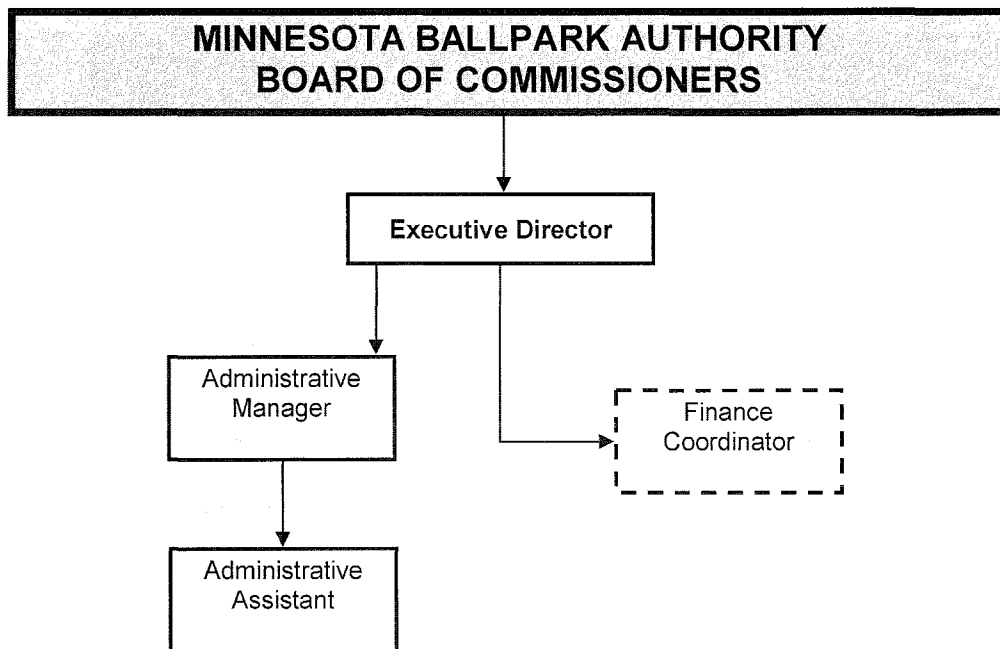 MINNESOTA BALLPARK AUTHORITY
BOARD OF COMMISSIONERS
Executive Director
Administrative
Manager
Finance
Coordinator
Administrative
Assistant